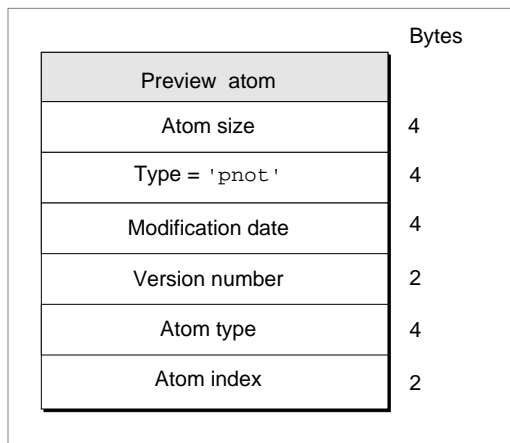 Bytes
Preview atom
Atom size 4
Type = 'pnot' 4
Modification date 4
Version number 2
Atom type 4
Atom index 2